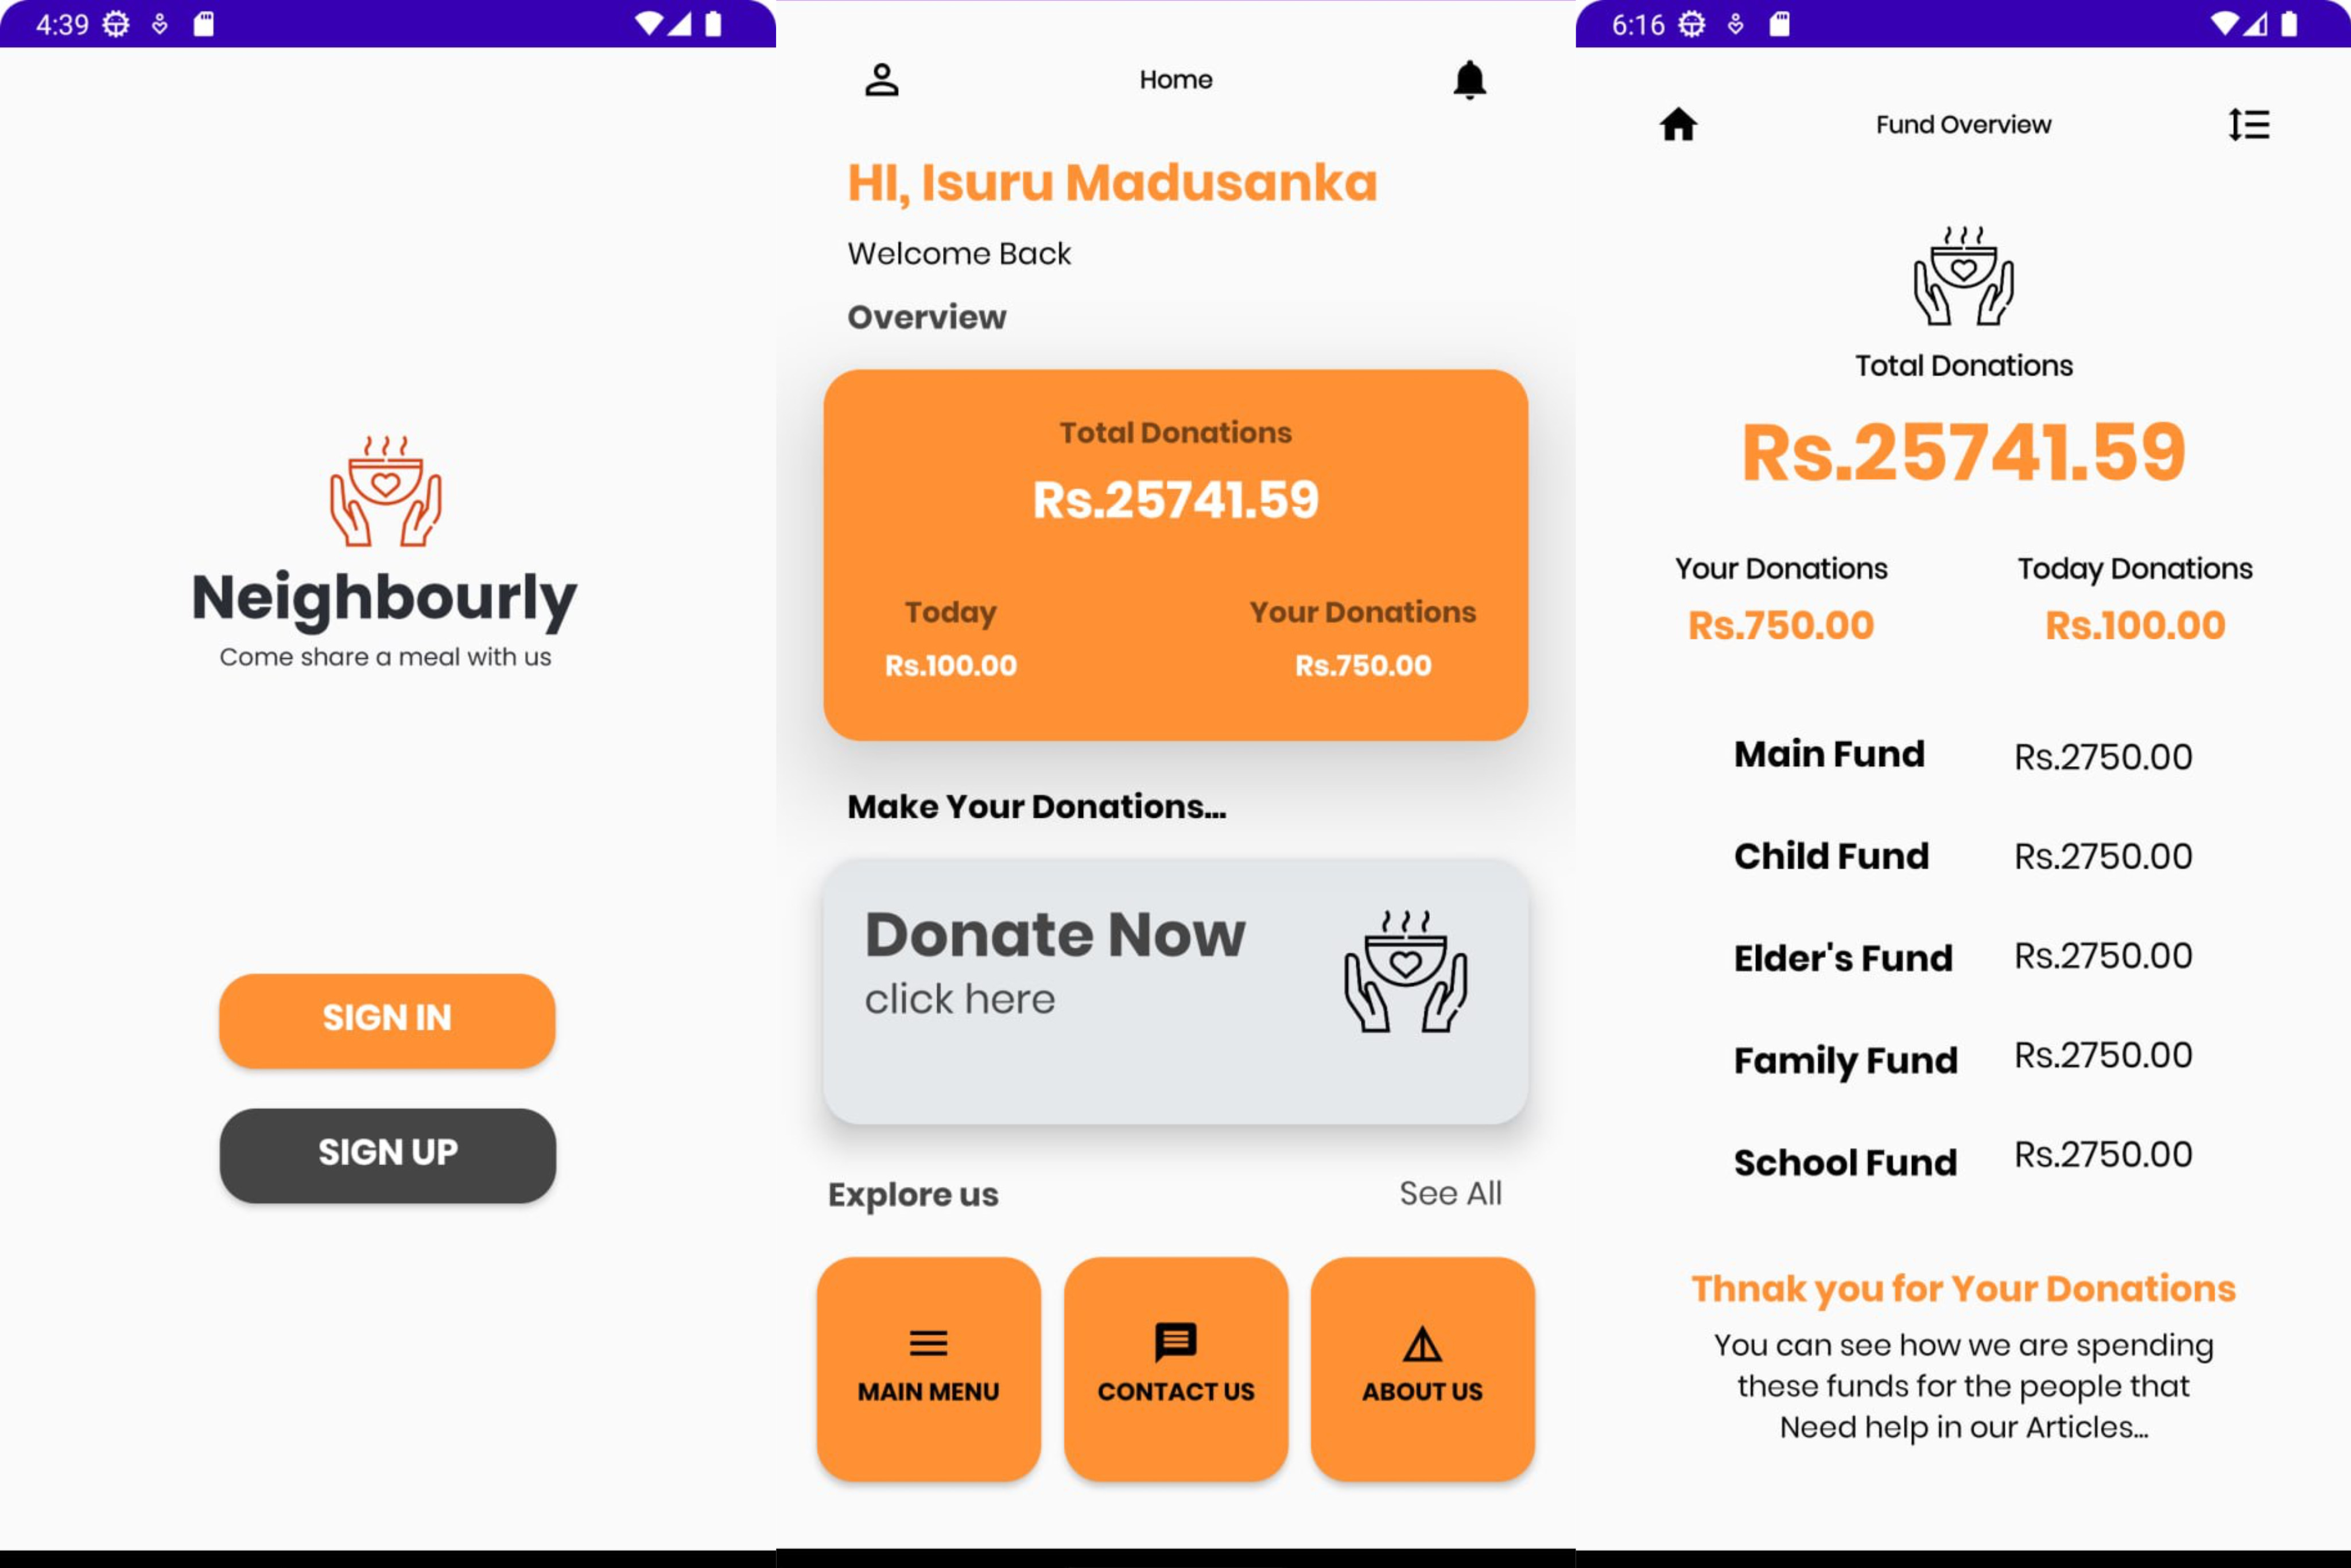 4:39
Neighbourly
Come share a meal with us
SIGN IN
SIGN UP
Home
HI, Isuru Madusanka
Welcome Back
Overview
Total Donations
Rs.25741.59
Today
Your Donations
Rs.100.00
Rs.750.00
Make Your Donations...
Donate Now
click here
Explore us
See All
MAIN MENU
CONTACT US
ABOUT US
6:16
Fund Overview
Total Donations
Rs.25741.59
Your Donations
Today Donations
Rs.750.00
Rs.100.00
Main Fund Rs.2750.00
Child Fund Rs.2750.00
Elder's Fund Rs.2750.00
Family Fund Rs.2750.00
School Fund Rs.2750.00
Thnak you for Your Donations
You can see how we are spending
these funds for the people that
Need help in our Articles...